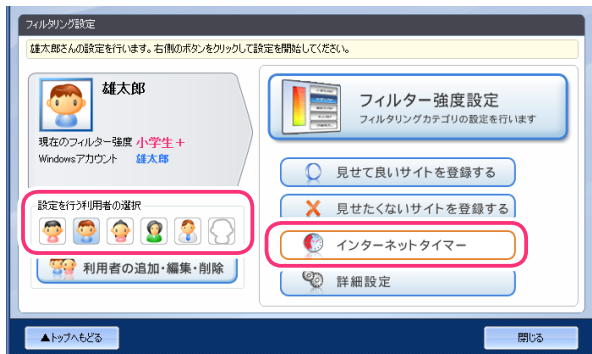 フィルタリング設定
雄太郎さんの設定を行います。右側のボタンをクリックして設定を開始してください。
雄太郎
現在のフィルター強度 小学生+
Windowsアカウント 雄太郎
設定を行う利用者の選択
利用者の追加・編集・削除
フィルター強度設定
フィルタリングカテゴリの設定を行います
見せて良いサイトを登録する
見せたくないサイトを登録する
インターネットタイマー
詳細設定
▲トップへもどる
閉じる